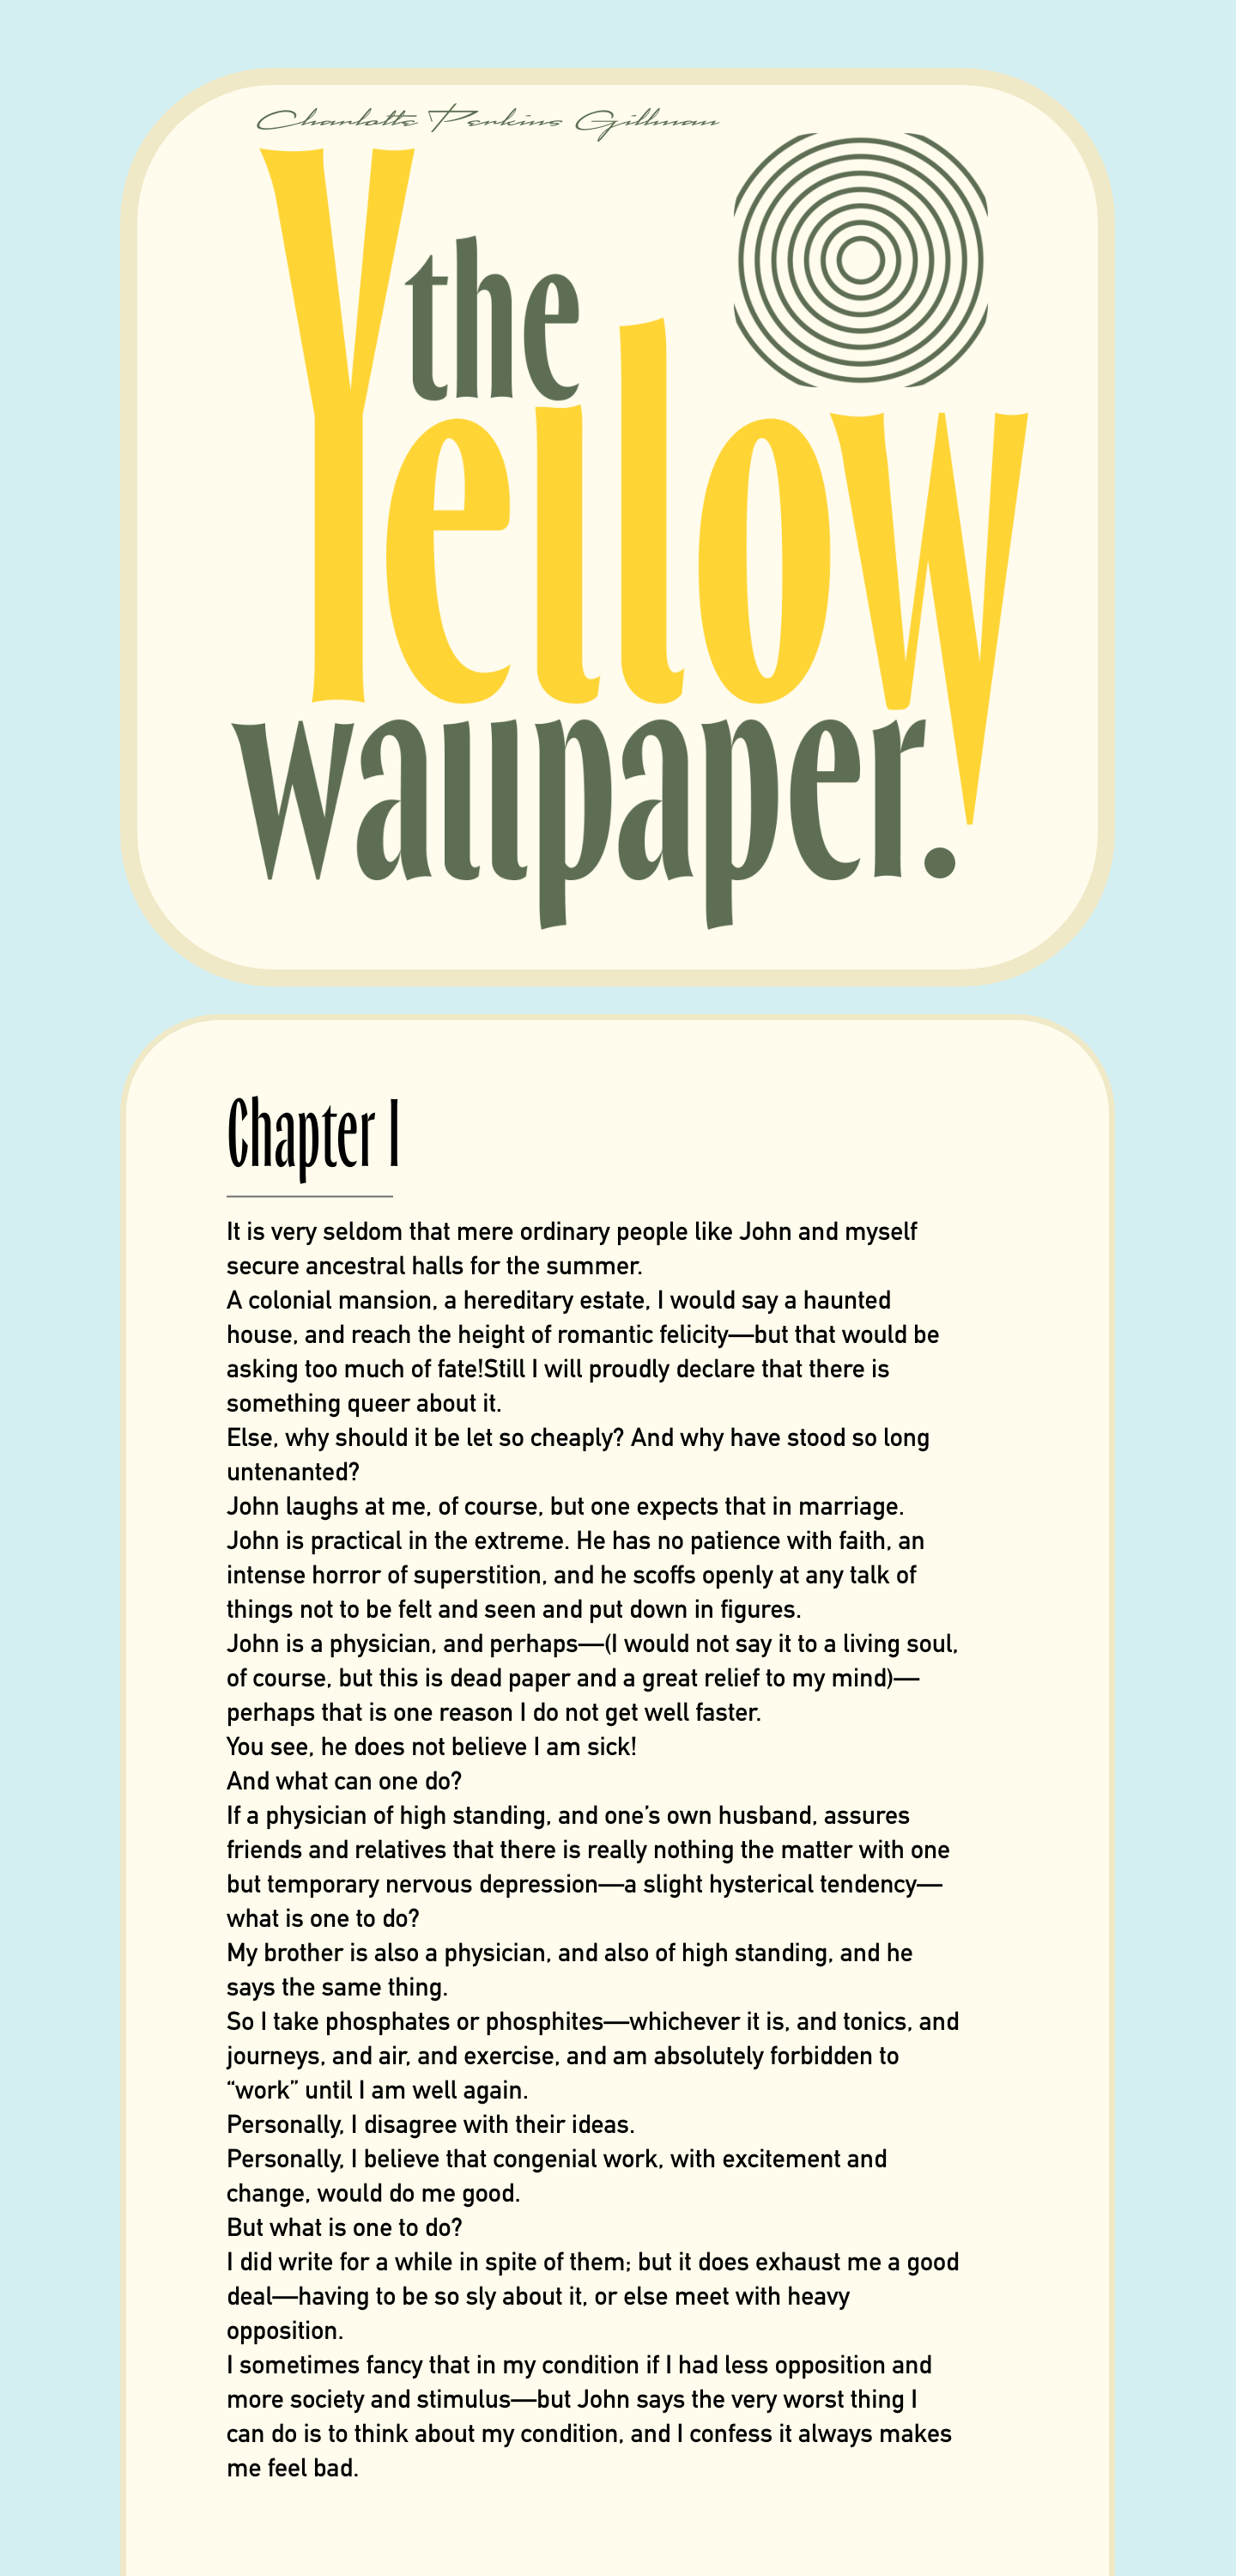 Charlotte Perkins Gillman
the
Yellow
wallpaper.
Chapter I
It is very seldom that mere ordinary people like John and myself
secure ancestral halls for the summer.
A colonial mansion, a hereditary estate, I would say a haunted
house, and reach the height of romantic felicity—but that would be
asking too much of fate!Still I will proudly declare that there is
something queer about it.
Else, why should it be let so cheaply? And why have stood so long
untenanted?
John laughs at me, of course, but one expects that in marriage.
John is practical in the extreme. He has no patience with faith, an
intense horror of superstition, and he scoffs openly at any talk of
things not to be felt and seen and put down in figures.
John is a physician, and perhaps—(I would not say it to a living soul,
of course, but this is dead paper and a great relief to my mind)—
perhaps that is one reason I do not get well faster.
You see, he does not believe I am sick!
And what can one do?
If a physician of high standing, and one’s own husband, assures
friends and relatives that there is really nothing the matter with one
but temporary nervous depression—a slight hysterical tendency—
what is one to do?
My brother is also a physician, and also of high standing, and he
says the same thing.
So I take phosphates or phosphites—whichever it is, and tonics, and
journeys, and air, and exercise, and am absolutely forbidden to
“work” until I am well again.
Personally, I disagree with their ideas.
Personally, I believe that congenial work, with excitement and
change, would do me good.
But what is one to do?
I did write for a while in spite of them; but it does exhaust me a good
deal—having to be so sly about it, or else meet with heavy
opposition.
I sometimes fancy that in my condition if I had less opposition and
more society and stimulus—but John says the very worst thing I
can do is to think about my condition, and I confess it always makes
me feel bad.